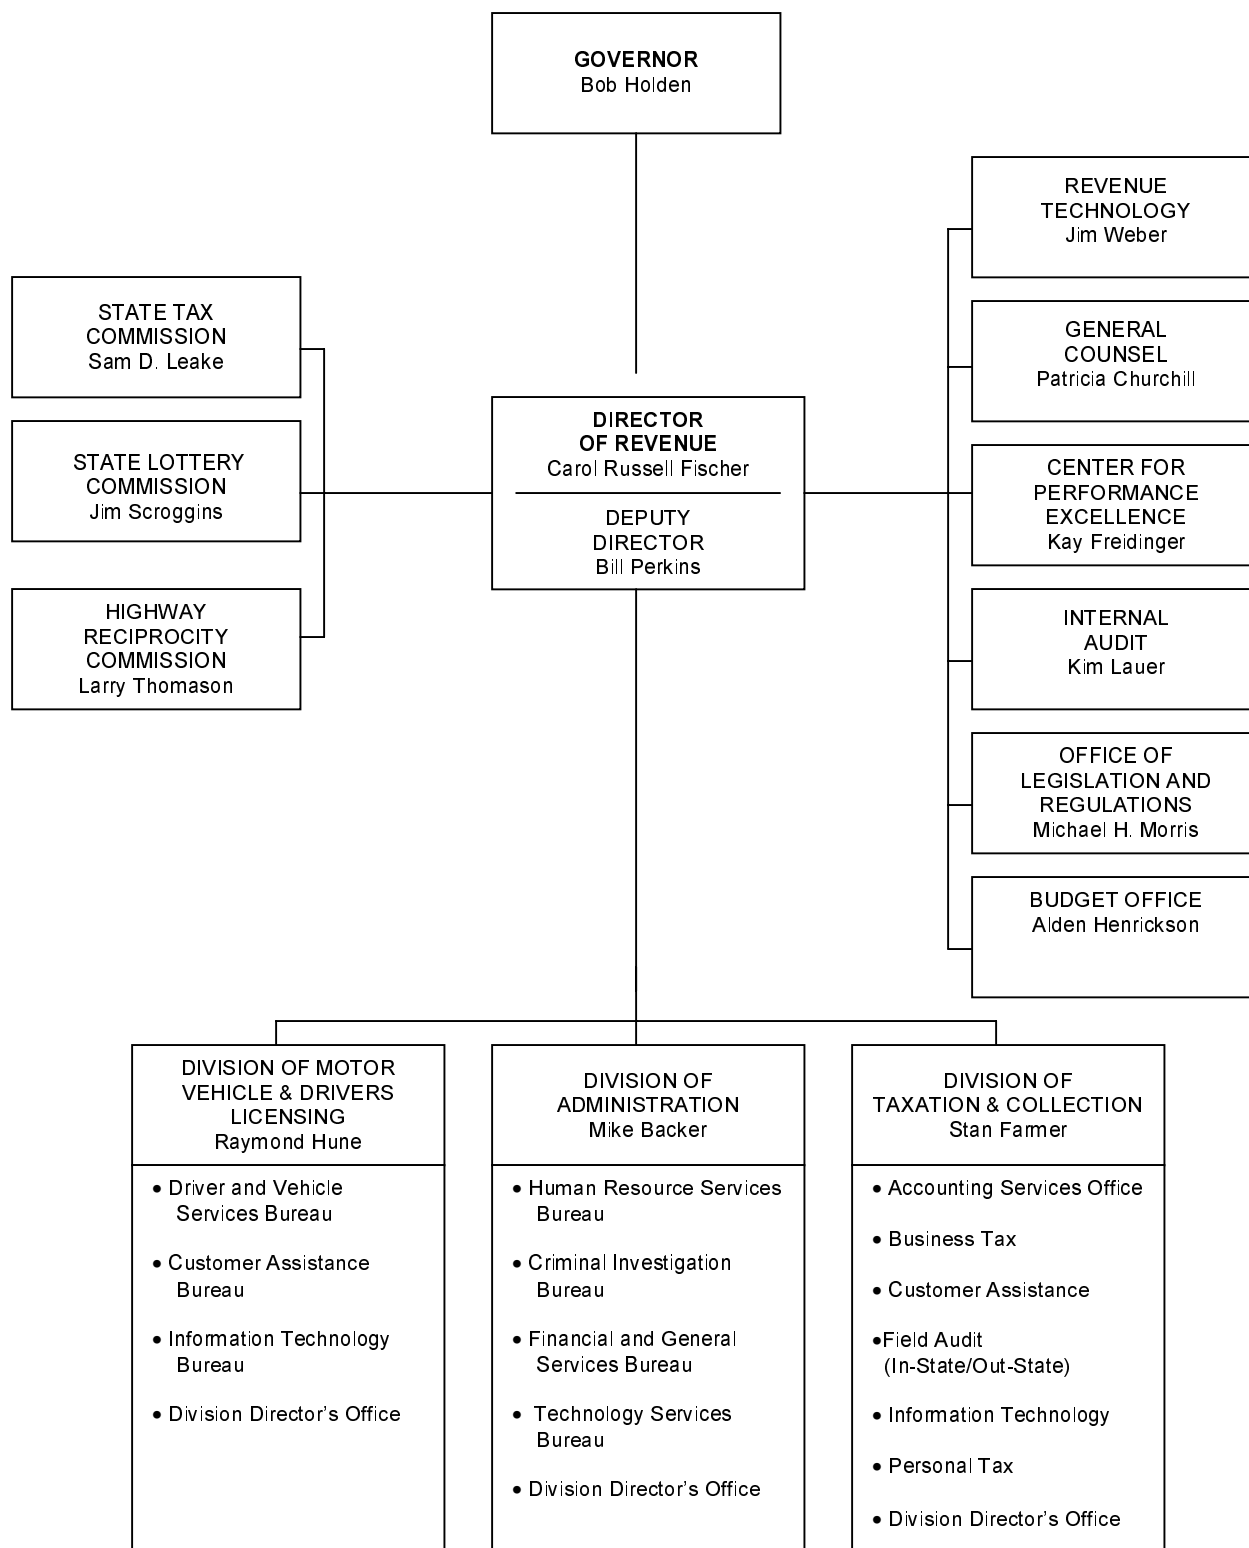 GOVERNOR
Bob Holden
STATE TAX
COMMISSION
Sam D. Leake
STATE LOTTERY
COMMISSION
Jim Scroggins
HIGHWAY
RECIPROCITY
COMMISSION
Larry Thomason
DIRECTOR
OF REVENUE
Carol Russell Fischer
DEPUTY
DIRECTOR
Bill Perkins
REVENUE
TECHNOLOGY
Jim Weber
GENERAL
COUNSEL
Patricia Churchill
CENTER FOR
PERFORMANCE
EXCELLENCE
Kay Freidinger
INTERNAL
AUDIT
Kim Lauer
OFFICE OF
LEGISLATION AND
REGULATIONS
Michael H. Morris
BUDGET OFFICE
Alden Henrickson
DIVISION OF MOTOR
VEHICLE & DRIVERS
LICENSING
Raymond Hune
• Driver and Vehicle
Services Bureau
• Customer Assistance
Bureau
• Information Technology
Bureau
• Division Director's Office
DIVISION OF
ADMINISTRATION
Mike Backer
• Human Resource Services
Bureau
• Criminal Investigation
Bureau
• Financial and General
Services Bureau
• Technology Services
Bureau
• Division Director's Office
DIVISION OF
TAXATION & COLLECTION
Stan Farmer
• Accounting Services Office
• Business Tax
• Customer Assistance
•Field Audit
(In-State/Out-State)
• Information Technology
• Personal Tax
• Division Director's Office